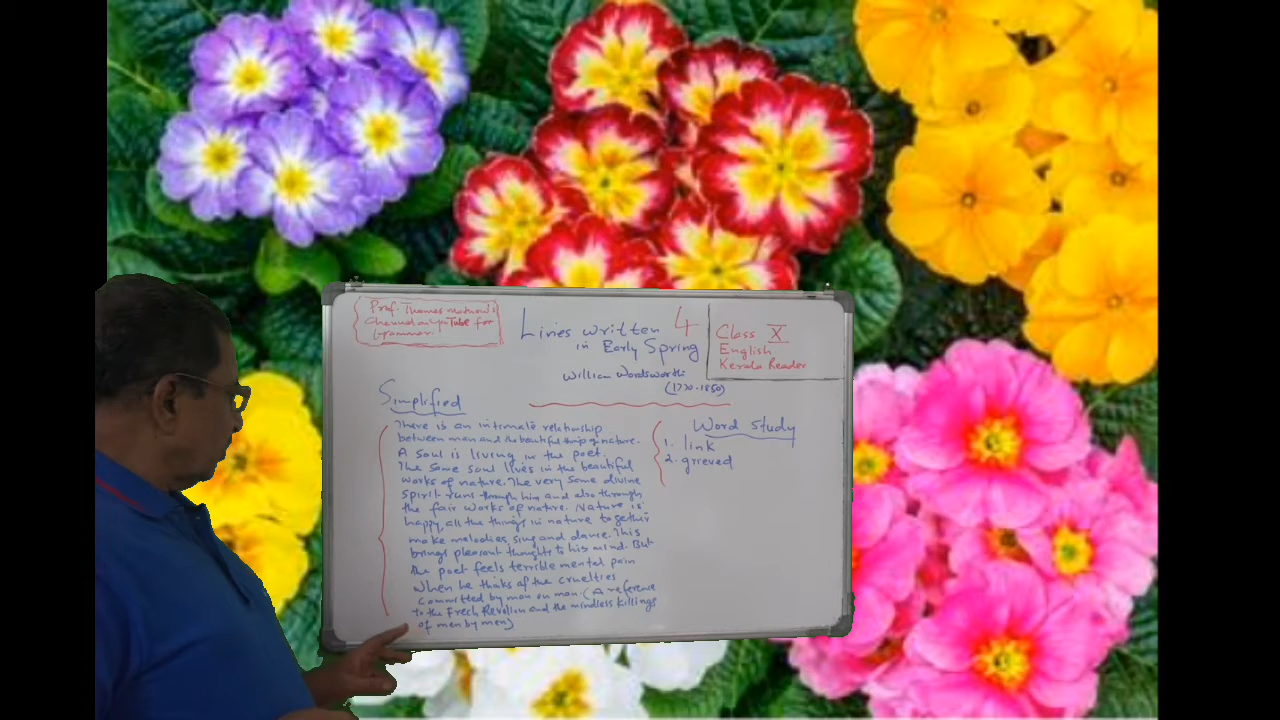 Prof. Thomas Mathew's
Channel on YouTube for
Grammar.
Lines written 4
in Early Spring
William Wordsworth
(1770-1850)
Class X
English
Kerala Reader
Simplified
There is an intimate relationship
between man and the beautiful things of nature.
A soul is living in the poet.
The same soul lives in the beautiful
works of nature. The very same divine
spirit runs through him and also through
the fair works of nature. Nature is
happy, all the things in nature together
make melodies, sing and dance. This
brings pleasant thoughts to his mind. But
the poet feels terrible mental pain
when he thinks of the cruelties
committed by man on man. (A reference
to the Frech Revolion and the mindless killings
of men by men)
Word study
1. link
2. grieved